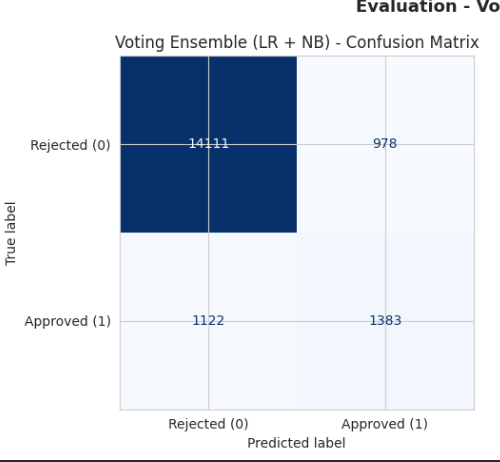 Evaluation - Vo
Voting Ensemble (LR + NB) - Confusion Matrix
Rejected (0)
14111
978
True label
Approved (1)
1122
1383
Rejected (0)
Approved (1)
Predicted label